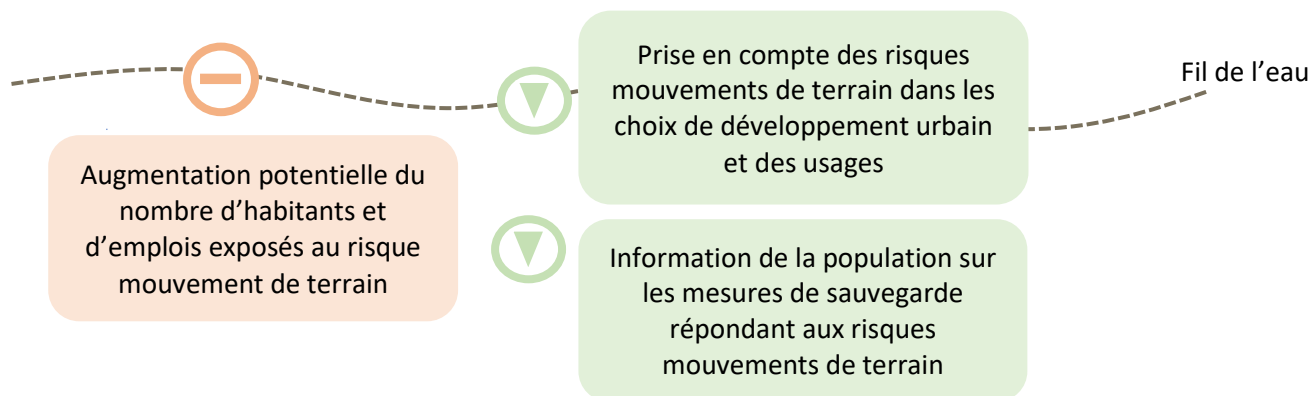 Augmentation potentielle du
nombre d’habitants et
d’emplois exposés au risque
mouvement de terrain
Prise en compte des risques
mouvements de terrain dans les
choix de développement urbain
et des usages
Information de la population sur
les mesures de sauvegarde
répondant aux risques
mouvements de terrain
Fil de l’eau